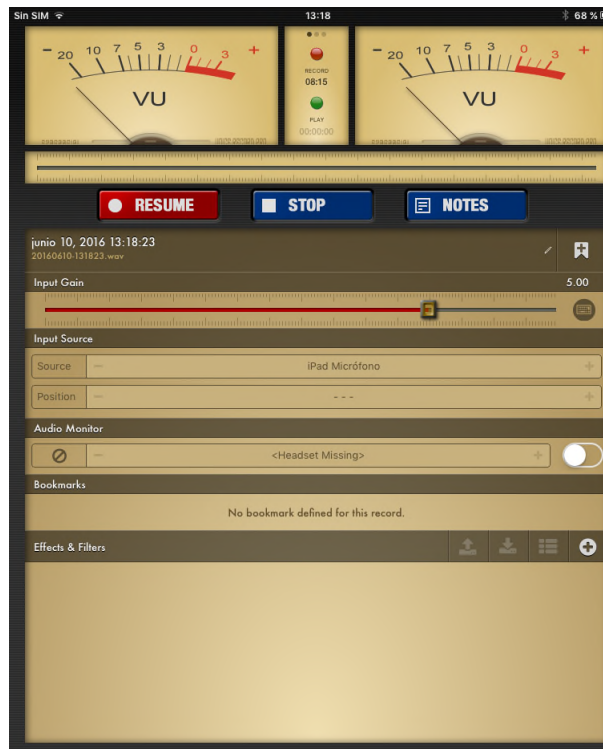 Sin SIM 13:18 68 %
- 20 10 7 5 3 0 3 +
VU
RECORD
08:15
PLAY
00:00:00
- 20 10 7 5 3 0 3 +
VU
RESUME STOP NOTES
junio 10, 2016 13:18:23
20160610-131823.wav
Input Gain 5.00
Input Source
Source − iPad Micrófono +
Position − - - - +
Audio Monitor
− <Headset Missing> +
Bookmarks
No bookmark defined for this record.
Effects & Filters